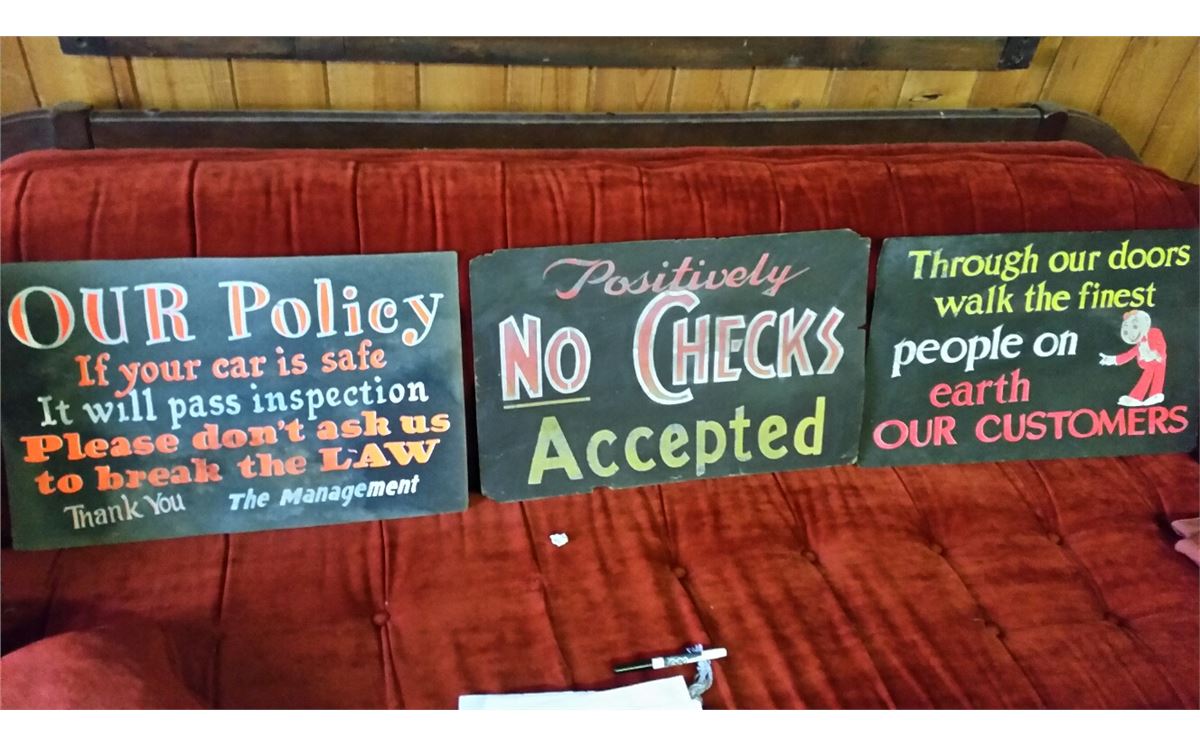 OUR Policy
If your car is safe
It will pass inspection
Please don't ask us
to break the LAW
Thank You The Management
Positively
NO CHECKS
Accepted
Through our doors
walk the finest
people on
earth
OUR CUSTOMERS